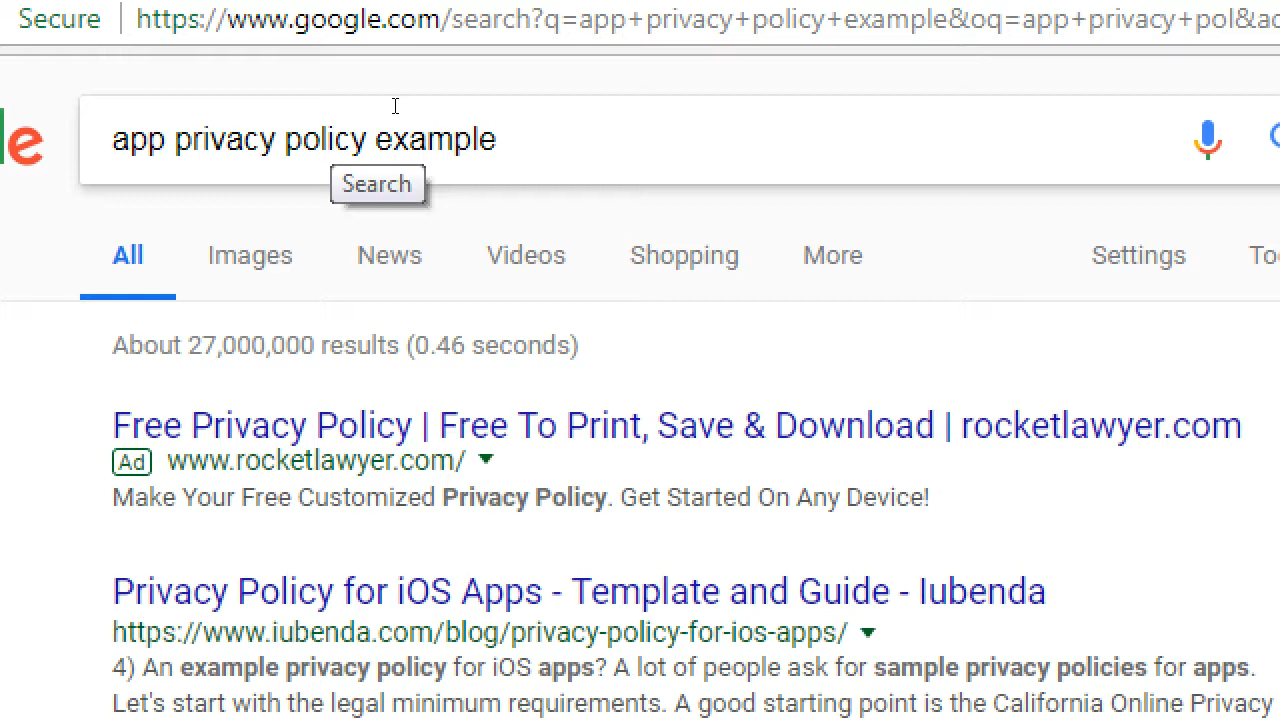 Secure https://www.google.com/search?q=app+privacy+policy+example&oq=app+privacy+pol&
e app privacy policy example
Search
All Images News Videos Shopping More Settings
About 27,000,000 results (0.46 seconds)
Free Privacy Policy | Free To Print, Save & Download | rocketlawyer.com
Ad www.rocketlawyer.com/
Make Your Free Customized Privacy Policy. Get Started On Any Device!
Privacy Policy for iOS Apps - Template and Guide - Iubenda
https://www.iubenda.com/blog/privacy-policy-for-ios-apps/
4) An example privacy policy for iOS apps? A lot of people ask for sample privacy policies for apps.
Let's start with the legal minimum requirements. A good starting point is the California Online Privacy